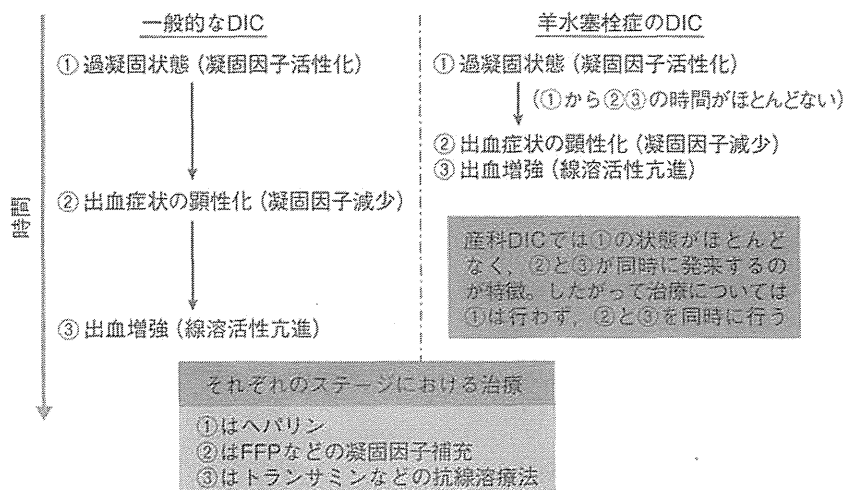 一般的なDIC
①過凝固状態(凝固因子活性化)
②出血症状の顕性化(凝固因子減少)
③出血増強(線溶活性亢進)
時間
羊水塞栓症のDIC
①過凝固状態(凝固因子活性化)
(①から②③の時間がほとんどない)
②出血症状の顕性化(凝固因子減少)
③出血増強(線溶活性亢進)
産科DICでは①の状態がほとんど
なく、②と③が同時に発来するの
が特徴。したがって治療については
①は行わず,②と③を同時に行う
それぞれのステージにおける治療
①はヘパリン
②はFFPなどの凝固因子補充
③はトランサミンなどの抗線溶療法